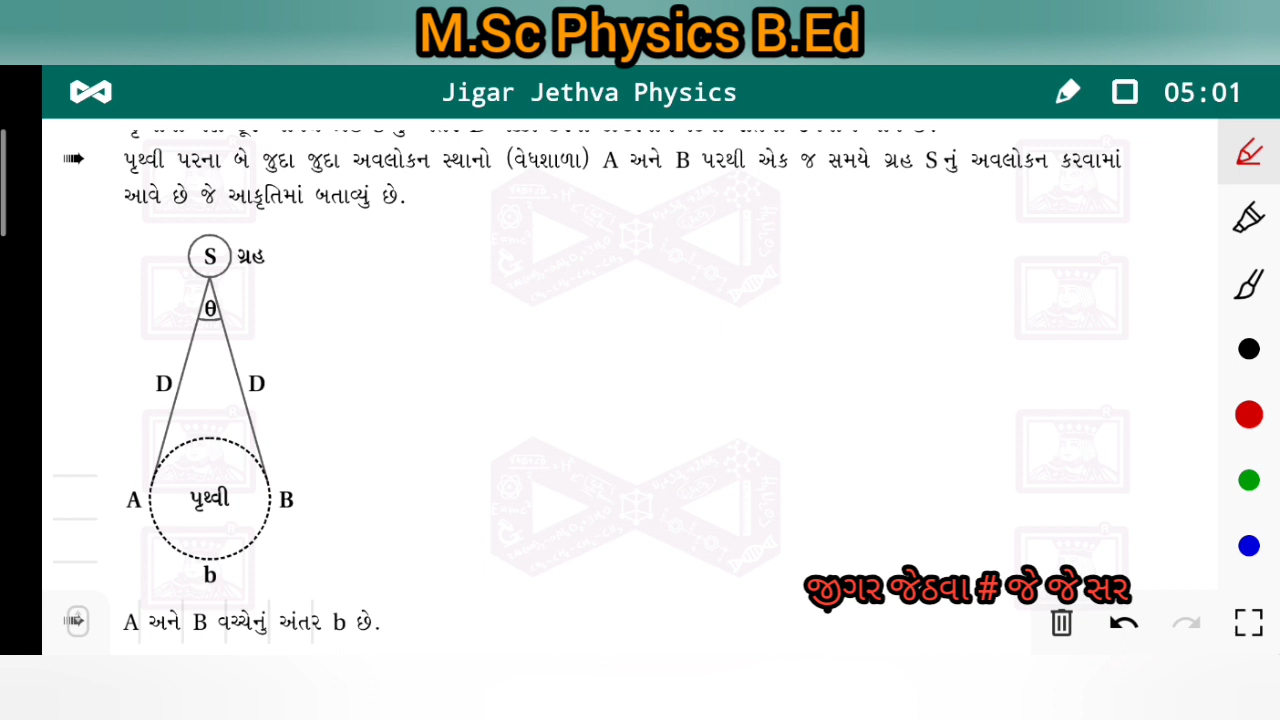 M.Sc Physics B.Ed
Jigar Jethva Physics
05:01
પૃથ્વી પરના બે જુદા જુદા અવલોકન સ્થાનો (વેધશાળા) A અને B પરથી એક જ સમયે ગ્રહ S નું અવલોકન કરવામાં
આવે છે જે આકૃતિમાં બતાવ્યું છે.
S ગ્રહ
θ
D D
A પૃથ્વી B
b
જીગર જેઠવા # જે જે સર
A અને B વચ્ચેનું અંતર b છે.